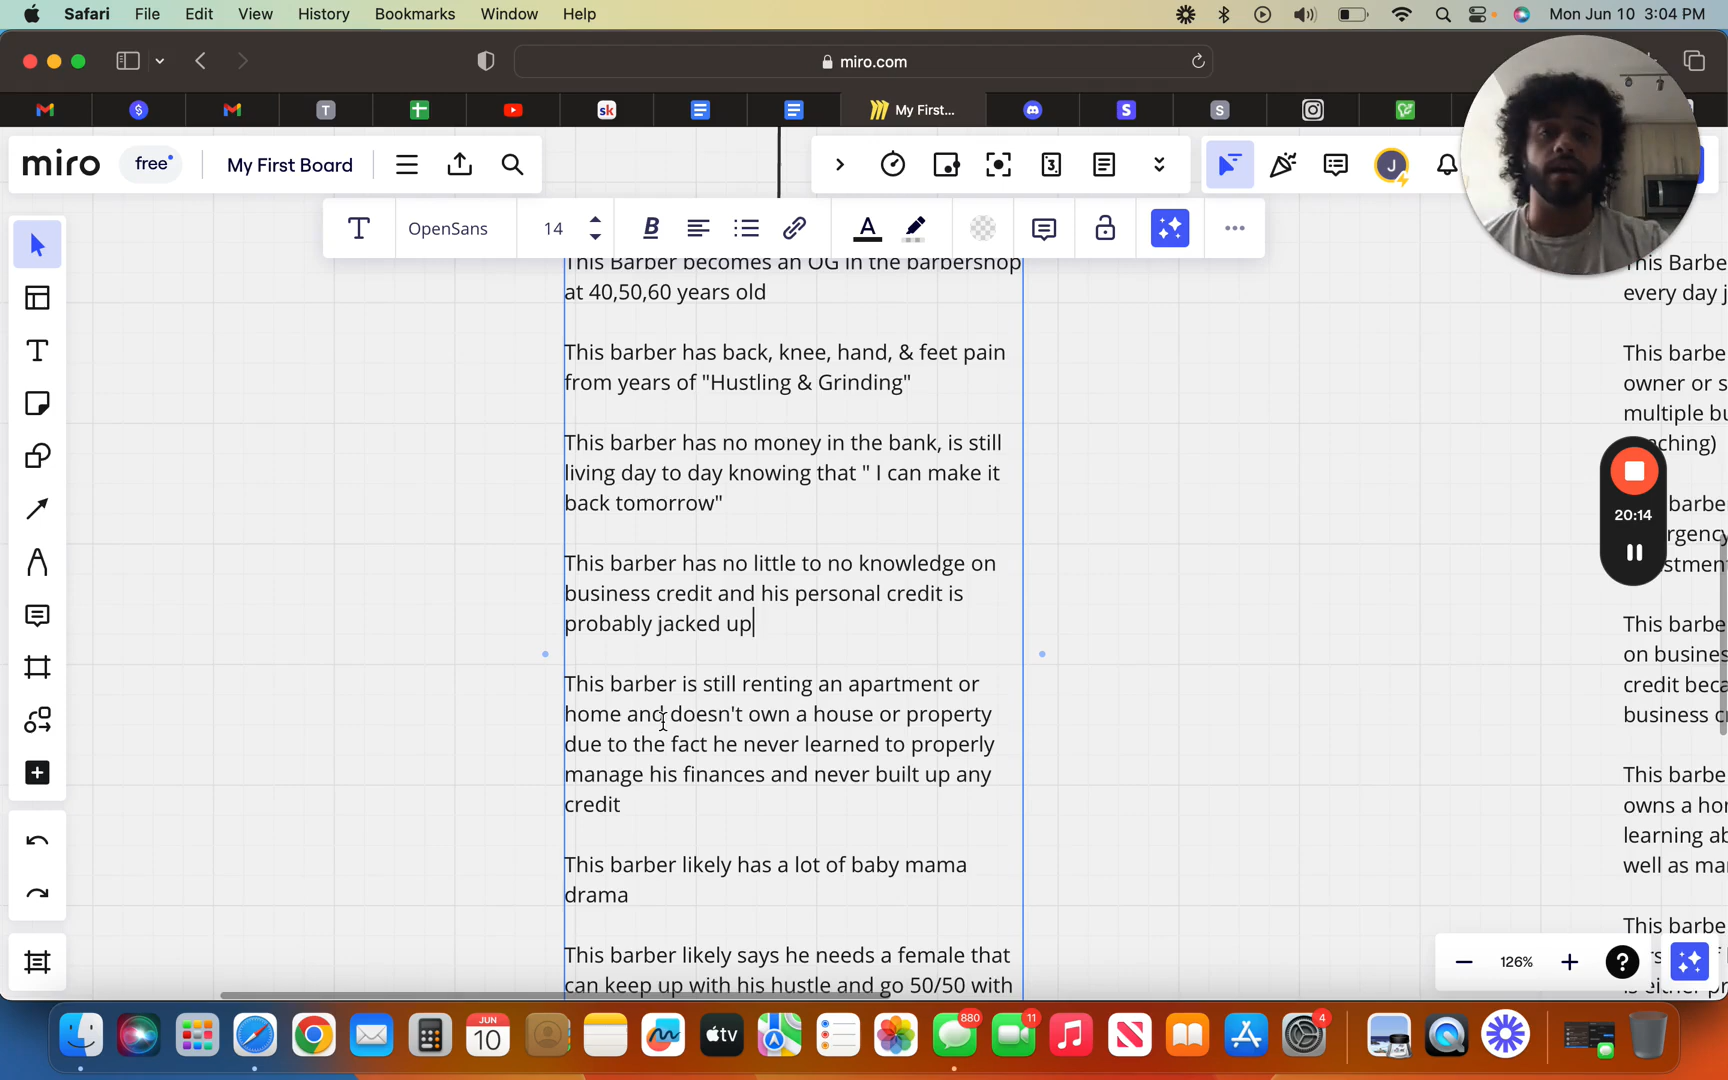 Safari File Edit View History Bookmarks Window Help Mon Jun 10 3:04 PM
miro.com
T sk My First... S S
miro free My First Board 3 J
T OpenSans 14 B A
This Barber becomes an OG in the barbershop
at 40,50,60 years old
This barber has back, knee, hand, & feet pain
from years of "Hustling & Grinding"
This barber has no money in the bank, is still
living day to day knowing that " I can make it
back tomorrow"
This barber has no little to no knowledge on
business credit and his personal credit is
probably jacked up
This barber is still renting an apartment or
home and doesn't own a house or property
due to the fact he never learned to properly
manage his finances and never built up any
credit
This barber likely has a lot of baby mama
drama
This barber likely says he needs a female that
can keep up with his hustle and go 50/50 with
This Barbe
every day j
This barbe
owner or s
multiple bu
ching)
barbe
rgency
stmen
This barbe
on busines
credit beca
business c
This barbe
owns a hor
learning ab
well as mar
This barbe
is either pr
20:14
126%
JUN
10
tv
880
11
4